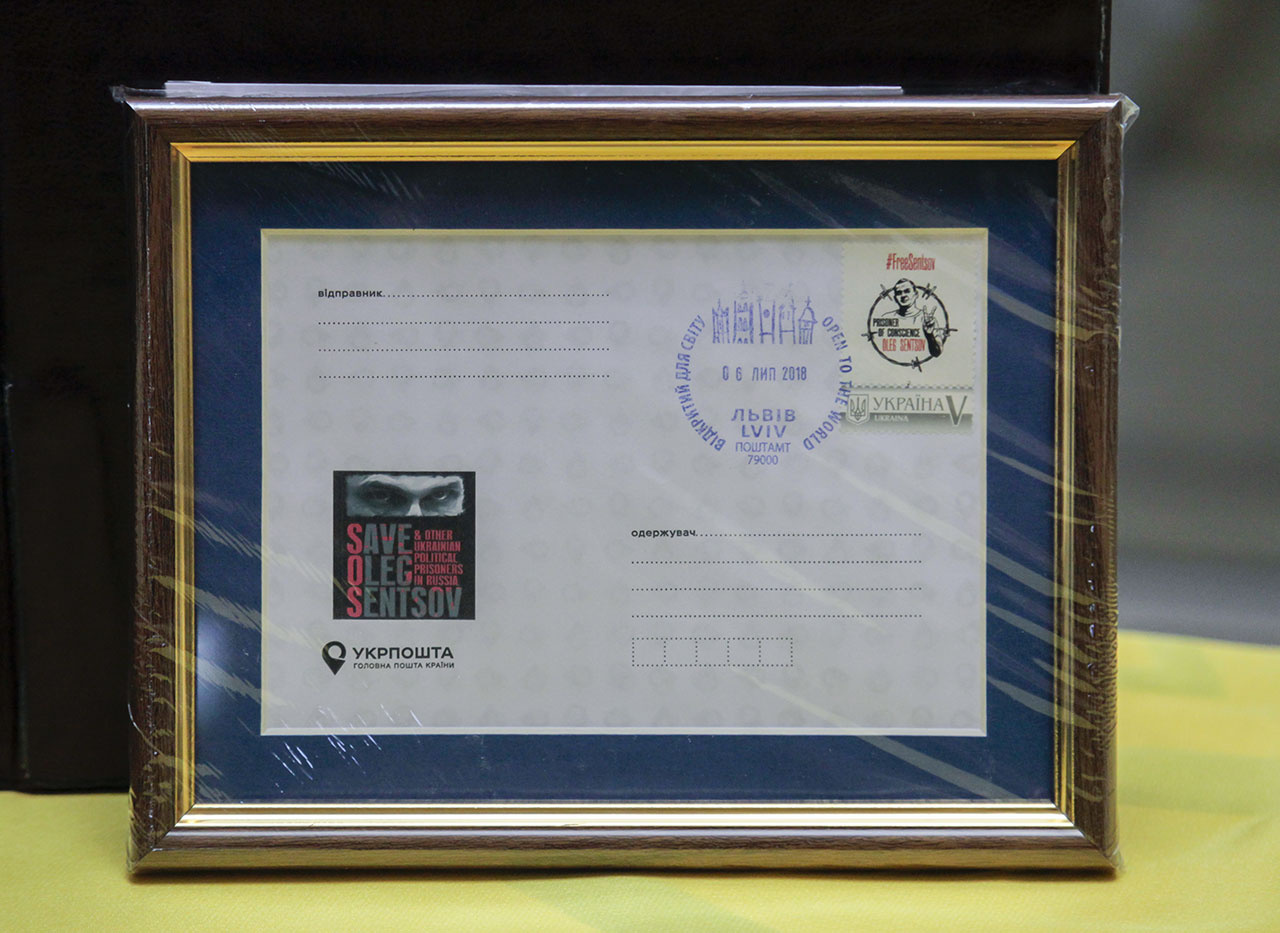 відправник
#FreeSentsov
PRISONER
OF CONSCIENCE
OLEG SENTSOV
УКРАЇНА V
UKRAINA
ВІДКРИТИЙ ДЛЯ СВІТУ
OPEN TO THE WORLD
06 ЛИП 2018
ЛЬВІВ
LVIV
ПОШТАМТ
79000
SAVE
OLEG
SENTSOV
& OTHER
UKRAINIAN
POLITICAL
PRISONERS
IN RUSSIA
УКРПОШТА
ГОЛОВНА ПОШТА КРАЇНИ
одержувач